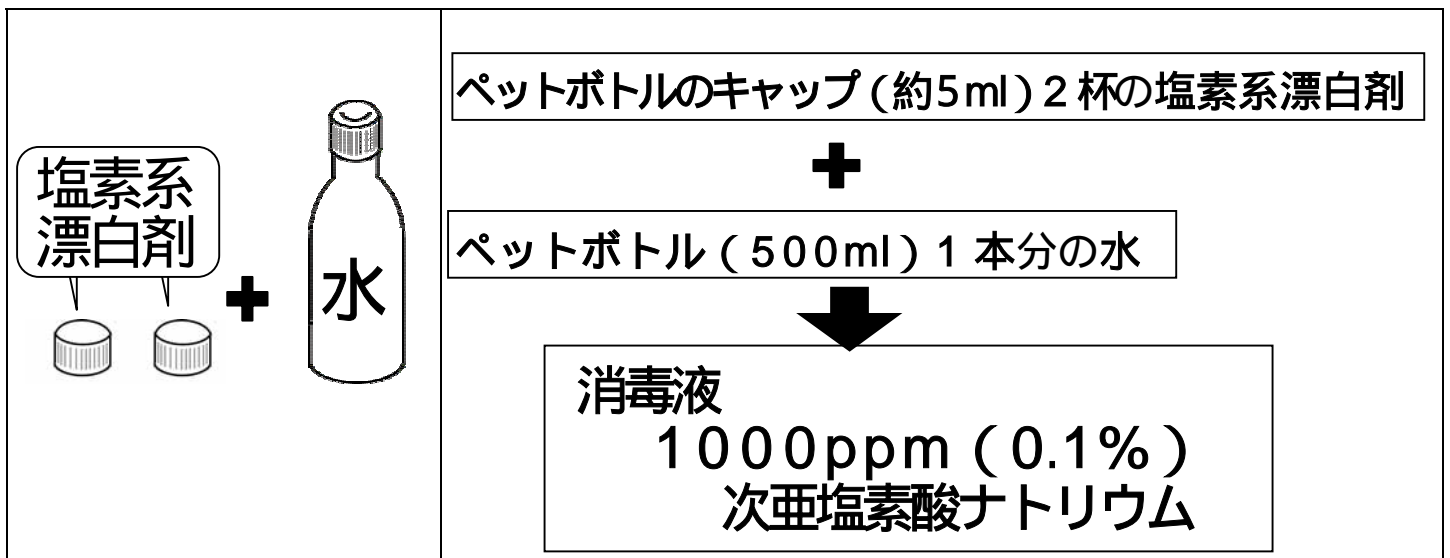 塩素系
漂白剤
水
ペットボトルのキャップ（約5ml）2杯の塩素系漂白剤
ペットボトル（500ml）1本分の水
消毒液
1000ppm（0.1%）
次亜塩素酸ナトリウム